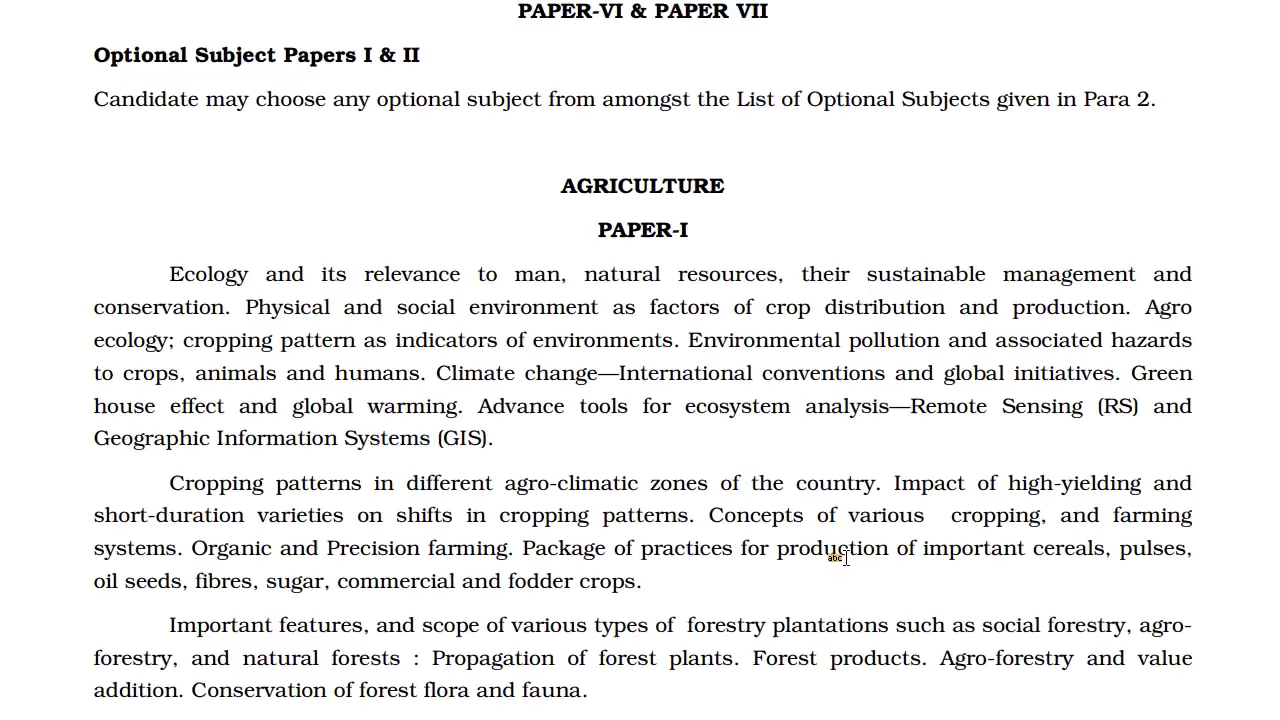 PAPER-VI & PAPER VII
Optional Subject Papers I & II
Candidate may choose any optional subject from amongst the List of Optional Subjects given in Para 2.
AGRICULTURE
PAPER-I
Ecology and its relevance to man, natural resources, their sustainable management and
conservation. Physical and social environment as factors of crop distribution and production. Agro
ecology; cropping pattern as indicators of environments. Environmental pollution and associated hazards
to crops, animals and humans. Climate change—International conventions and global initiatives. Green
house effect and global warming. Advance tools for ecosystem analysis—Remote Sensing (RS) and
Geographic Information Systems (GIS).
Cropping patterns in different agro-climatic zones of the country. Impact of high-yielding and
short-duration varieties on shifts in cropping patterns. Concepts of various cropping, and farming
systems. Organic and Precision farming. Package of practices for production of important cereals, pulses,
abc
oil seeds, fibres, sugar, commercial and fodder crops.
Important features, and scope of various types of forestry plantations such as social forestry, agro-
forestry, and natural forests : Propagation of forest plants. Forest products. Agro-forestry and value
addition. Conservation of forest flora and fauna.